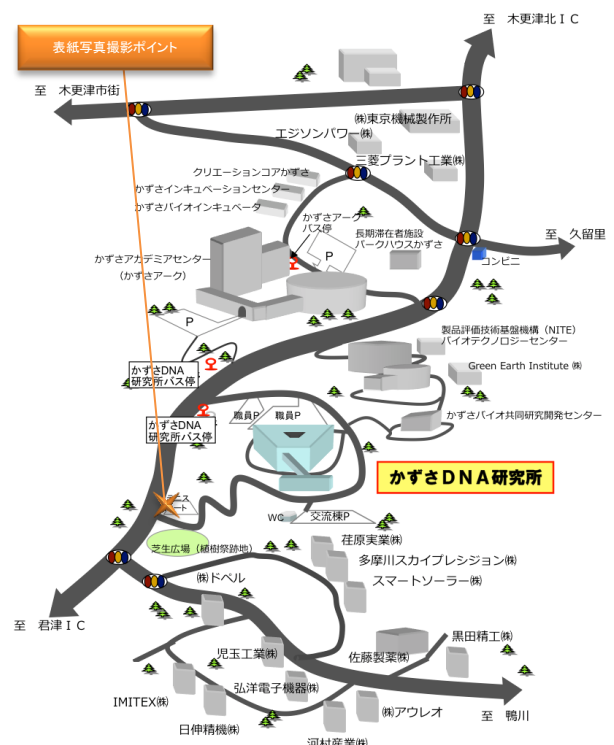 至　木更津北ＩＣ
表紙写真撮影ポイント
至　木更津市街
㈱東京機械製作所
エジソンパワー㈱
三菱プラント工業㈱
クリエーションコアかずさ
かずさインキュベーションセンター
かずさバイオインキュベータ
かずさアーク
バス停
長期滞在者施設
パークハウスかずさ
至　久留里
コンビニ
かずさアカデミアセンター
（かずさアーク）
P
P
製品評価技術基盤機構（NITE）
バイオテクノロジーセンター
Green Earth Institute ㈱
かずさDNA
研究所バス停
かずさDNA
研究所バス停
職員P
職員P
かずさバイオ共同研究開発センター
かずさDNA研究所
テニス
コート
WC
交流棟P
芝生広場（植樹祭跡地）
荏原実業㈱
多摩川スカイプレシジョン㈱
スマートソーラー㈱
㈱ドペル
至　君津ＩＣ
児玉工業㈱
佐藤製薬㈱
黒田精工㈱
弘洋電子機器㈱
IMITEX㈱
日伸精機㈱
㈱アウレオ
河村産業㈱
至　鴨川